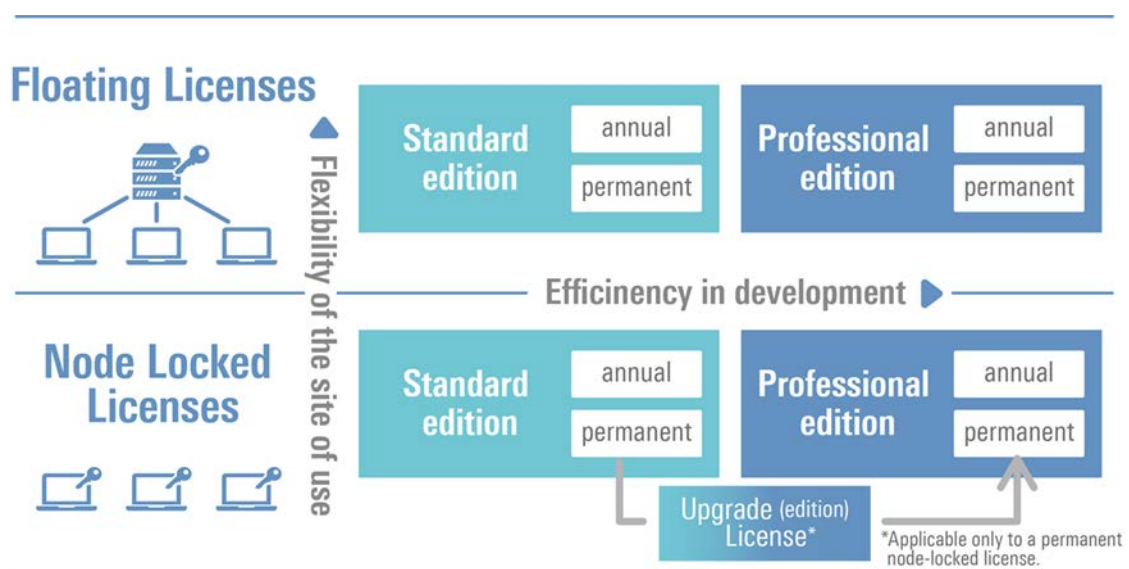 Floating Licenses
Flexibility of the site of use
Standard
edition
annual
permanent
Professional
edition
annual
permanent
Efficinency in development
Node Locked
Licenses
Standard
edition
annual
permanent
Professional
edition
annual
permanent
Upgrade (edition)
License*
*Applicable only to a permanent
node-locked license.